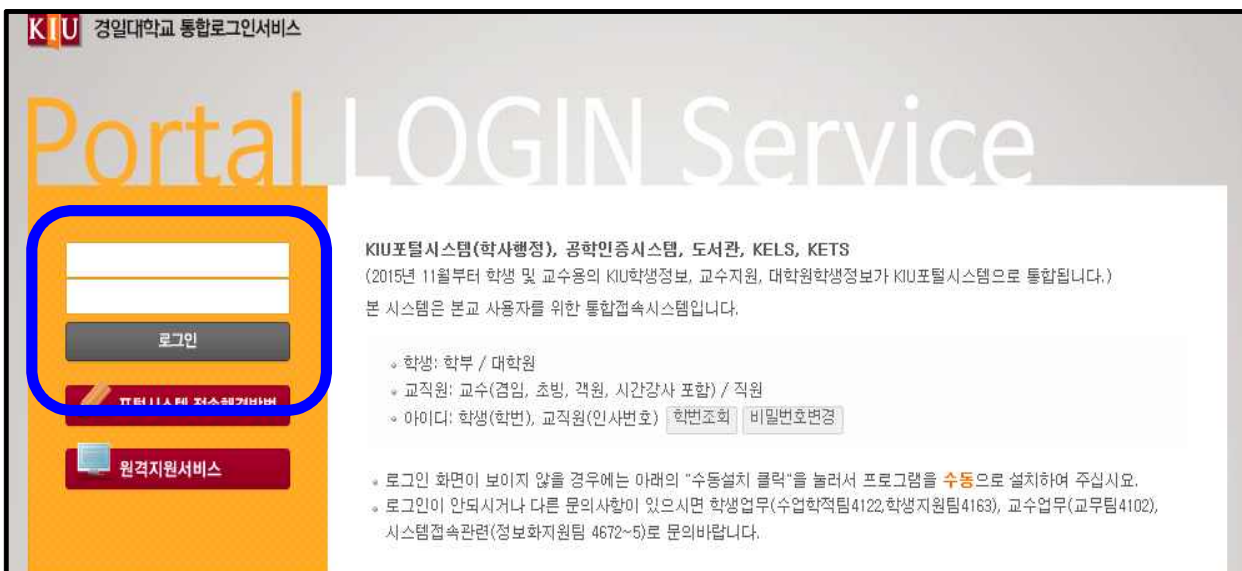 KIU 경일대학교 통합로그인서비스
Portal LOGIN Service
로그인
포털시스템 접속해결방법
원격지원서비스
KIU포털시스템(학사행정), 공학인증시스템, 도서관, KELS, KETS
(2015년 11월부터 학생 및 교수용의 KIU학생정보, 교수지원, 대학원학생정보가 KIU포털시스템으로 통합됩니다.)
본 시스템은 본교 사용자를 위한 통합접속시스템입니다.
학생: 학부 / 대학원
교직원: 교수(겸임, 초빙, 객원, 시간강사 포함) / 직원
아이디: 학생(학번), 교직원(인사번호) 학번조회 비밀번호변경
로그인 화면이 보이지 않을 경우에는 아래의 "수동설치 클릭"을 눌러서 프로그램을 수동으로 설치하여 주십시요.
로그인이 안되시거나 다른 문의사항이 있으시면 학생업무(수업학적팀4122,학생지원팀4163), 교수업무(교무팀4102),
시스템접속관련(정보화지원팀 4672~5)로 문의바랍니다.